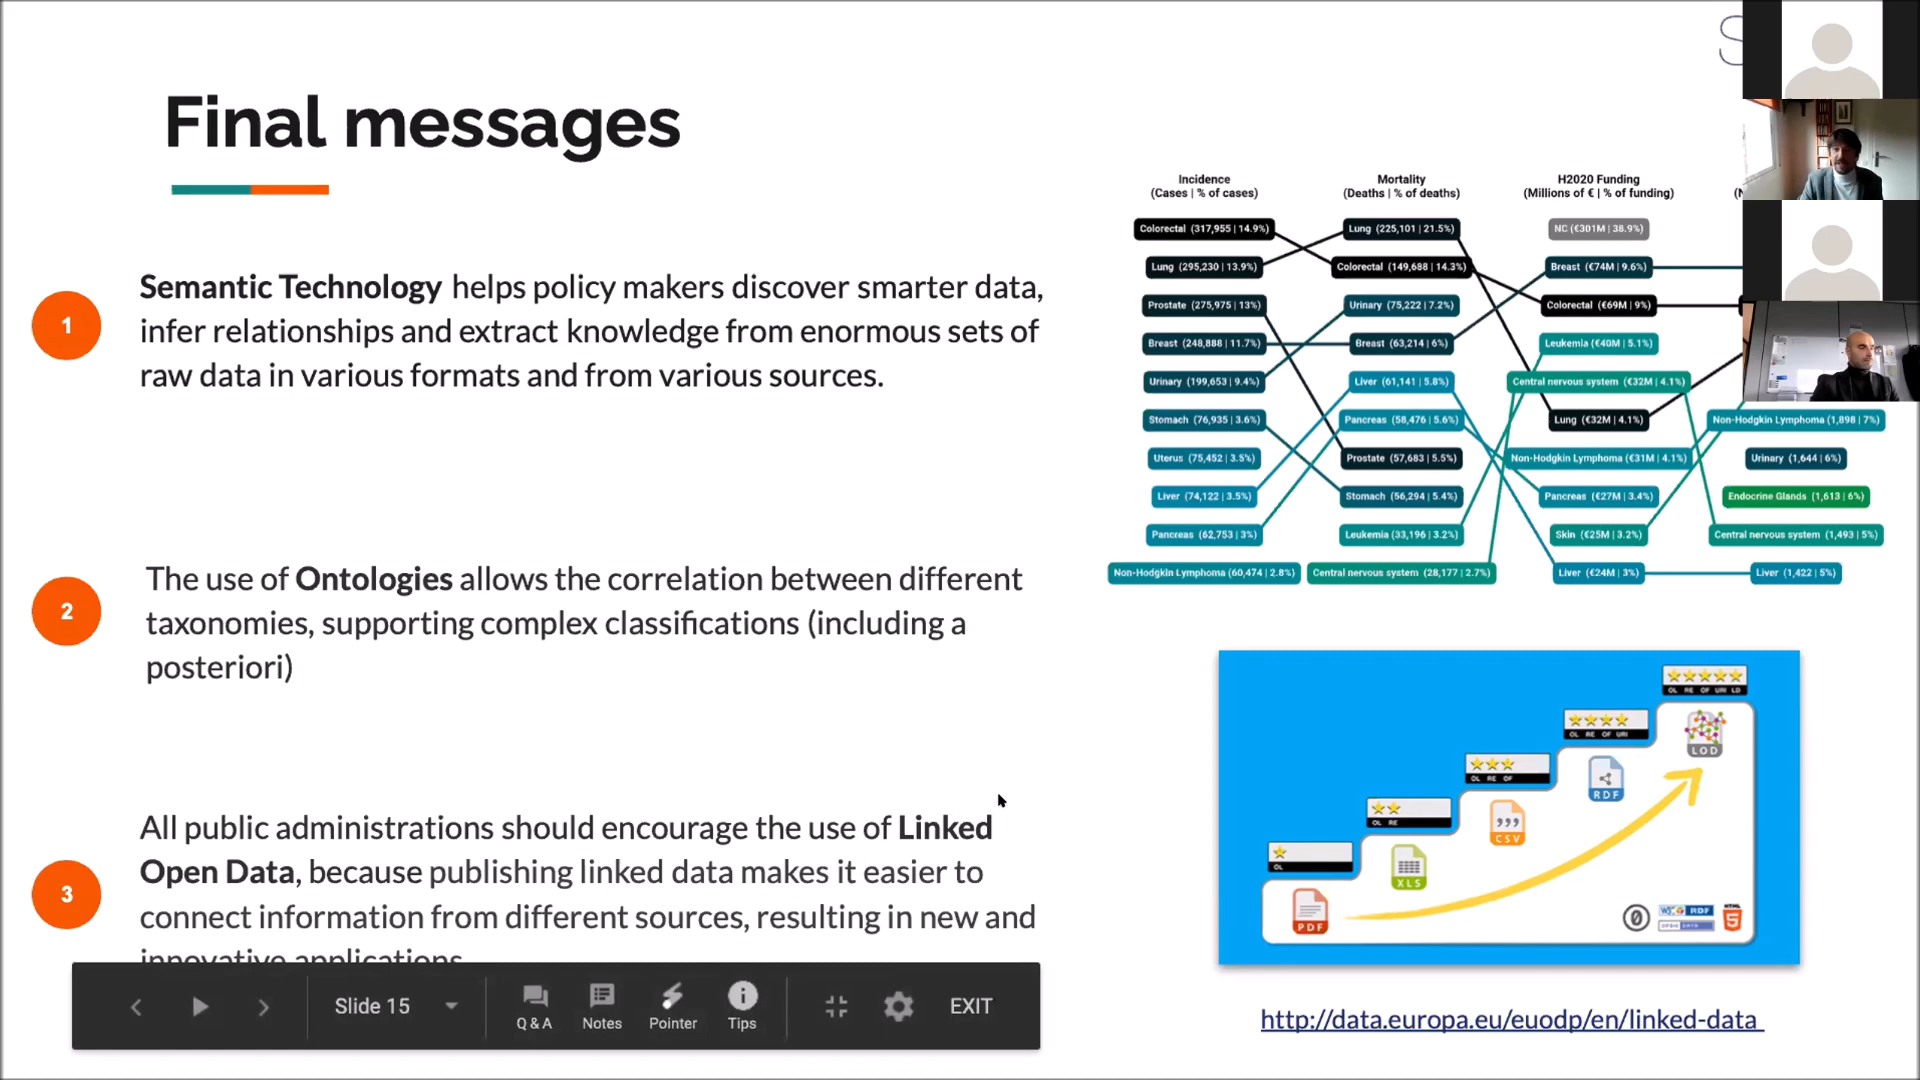 Final messages
1
Semantic Technology helps policy makers discover smarter data,
infer relationships and extract knowledge from enormous sets of
raw data in various formats and from various sources.
2
The use of Ontologies allows the correlation between different
taxonomies, supporting complex classifications (including a
posteriori)
3
All public administrations should encourage the use of Linked
Open Data, because publishing linked data makes it easier to
connect information from different sources, resulting in new and
innovative applications
Incidence
(Cases | % of cases)
Colorectal (317,955 | 14.9%)
Lung (295,230 | 13.9%)
Prostate (275,975 | 13%)
Breast (248,888 | 11.7%)
Urinary (199,653 | 9.4%)
Stomach (76,935 | 3.6%)
Uterus (75,452 | 3.5%)
Liver (74,122 | 3.5%)
Pancreas (62,753 | 3%)
Non-Hodgkin Lymphoma (60,474 | 2.8%)
Mortality
(Deaths | % of deaths)
Lung (225,101 | 21.5%)
Colorectal (149,688 | 14.3%)
Urinary (75,222 | 7.2%)
Breast (63,214 | 6%)
Liver (61,141 | 5.8%)
Pancreas (58,476 | 5.6%)
Prostate (57,683 | 5.5%)
Stomach (56,294 | 5.4%)
Leukemia (33,196 | 3.2%)
Central nervous system (28,177 | 2.7%)
H2020 Funding
(Millions of € | % of funding)
NC (€301M | 38.9%)
Breast (€74M | 9.6%)
Colorectal (€69M | 9%)
Leukemia (€40M | 5.1%)
Central nervous system (€32M | 4.1%)
Lung (€32M | 4.1%)
Non-Hodgkin Lymphoma (€31M | 4.1%)
Pancreas (€27M | 3.4%)
Skin (€25M | 3.2%)
Liver (€24M | 3%)
Non-Hodgkin Lymphoma (1,898 | 7%)
Urinary (1,644 | 6%)
Endocrine Glands (1,613 | 6%)
Central nervous system (1,493 | 5%)
Liver (1,422 | 5%)
OL RE OF URI LD
LOD
OL RE OF URI
RDF
OL RE OF
CSV
OL RE
XLS
OL
PDF
RDF
HTML
5
http://data.europa.eu/euodp/en/linked-data
Slide 15
Q & A
Notes
Pointer
Tips
EXIT